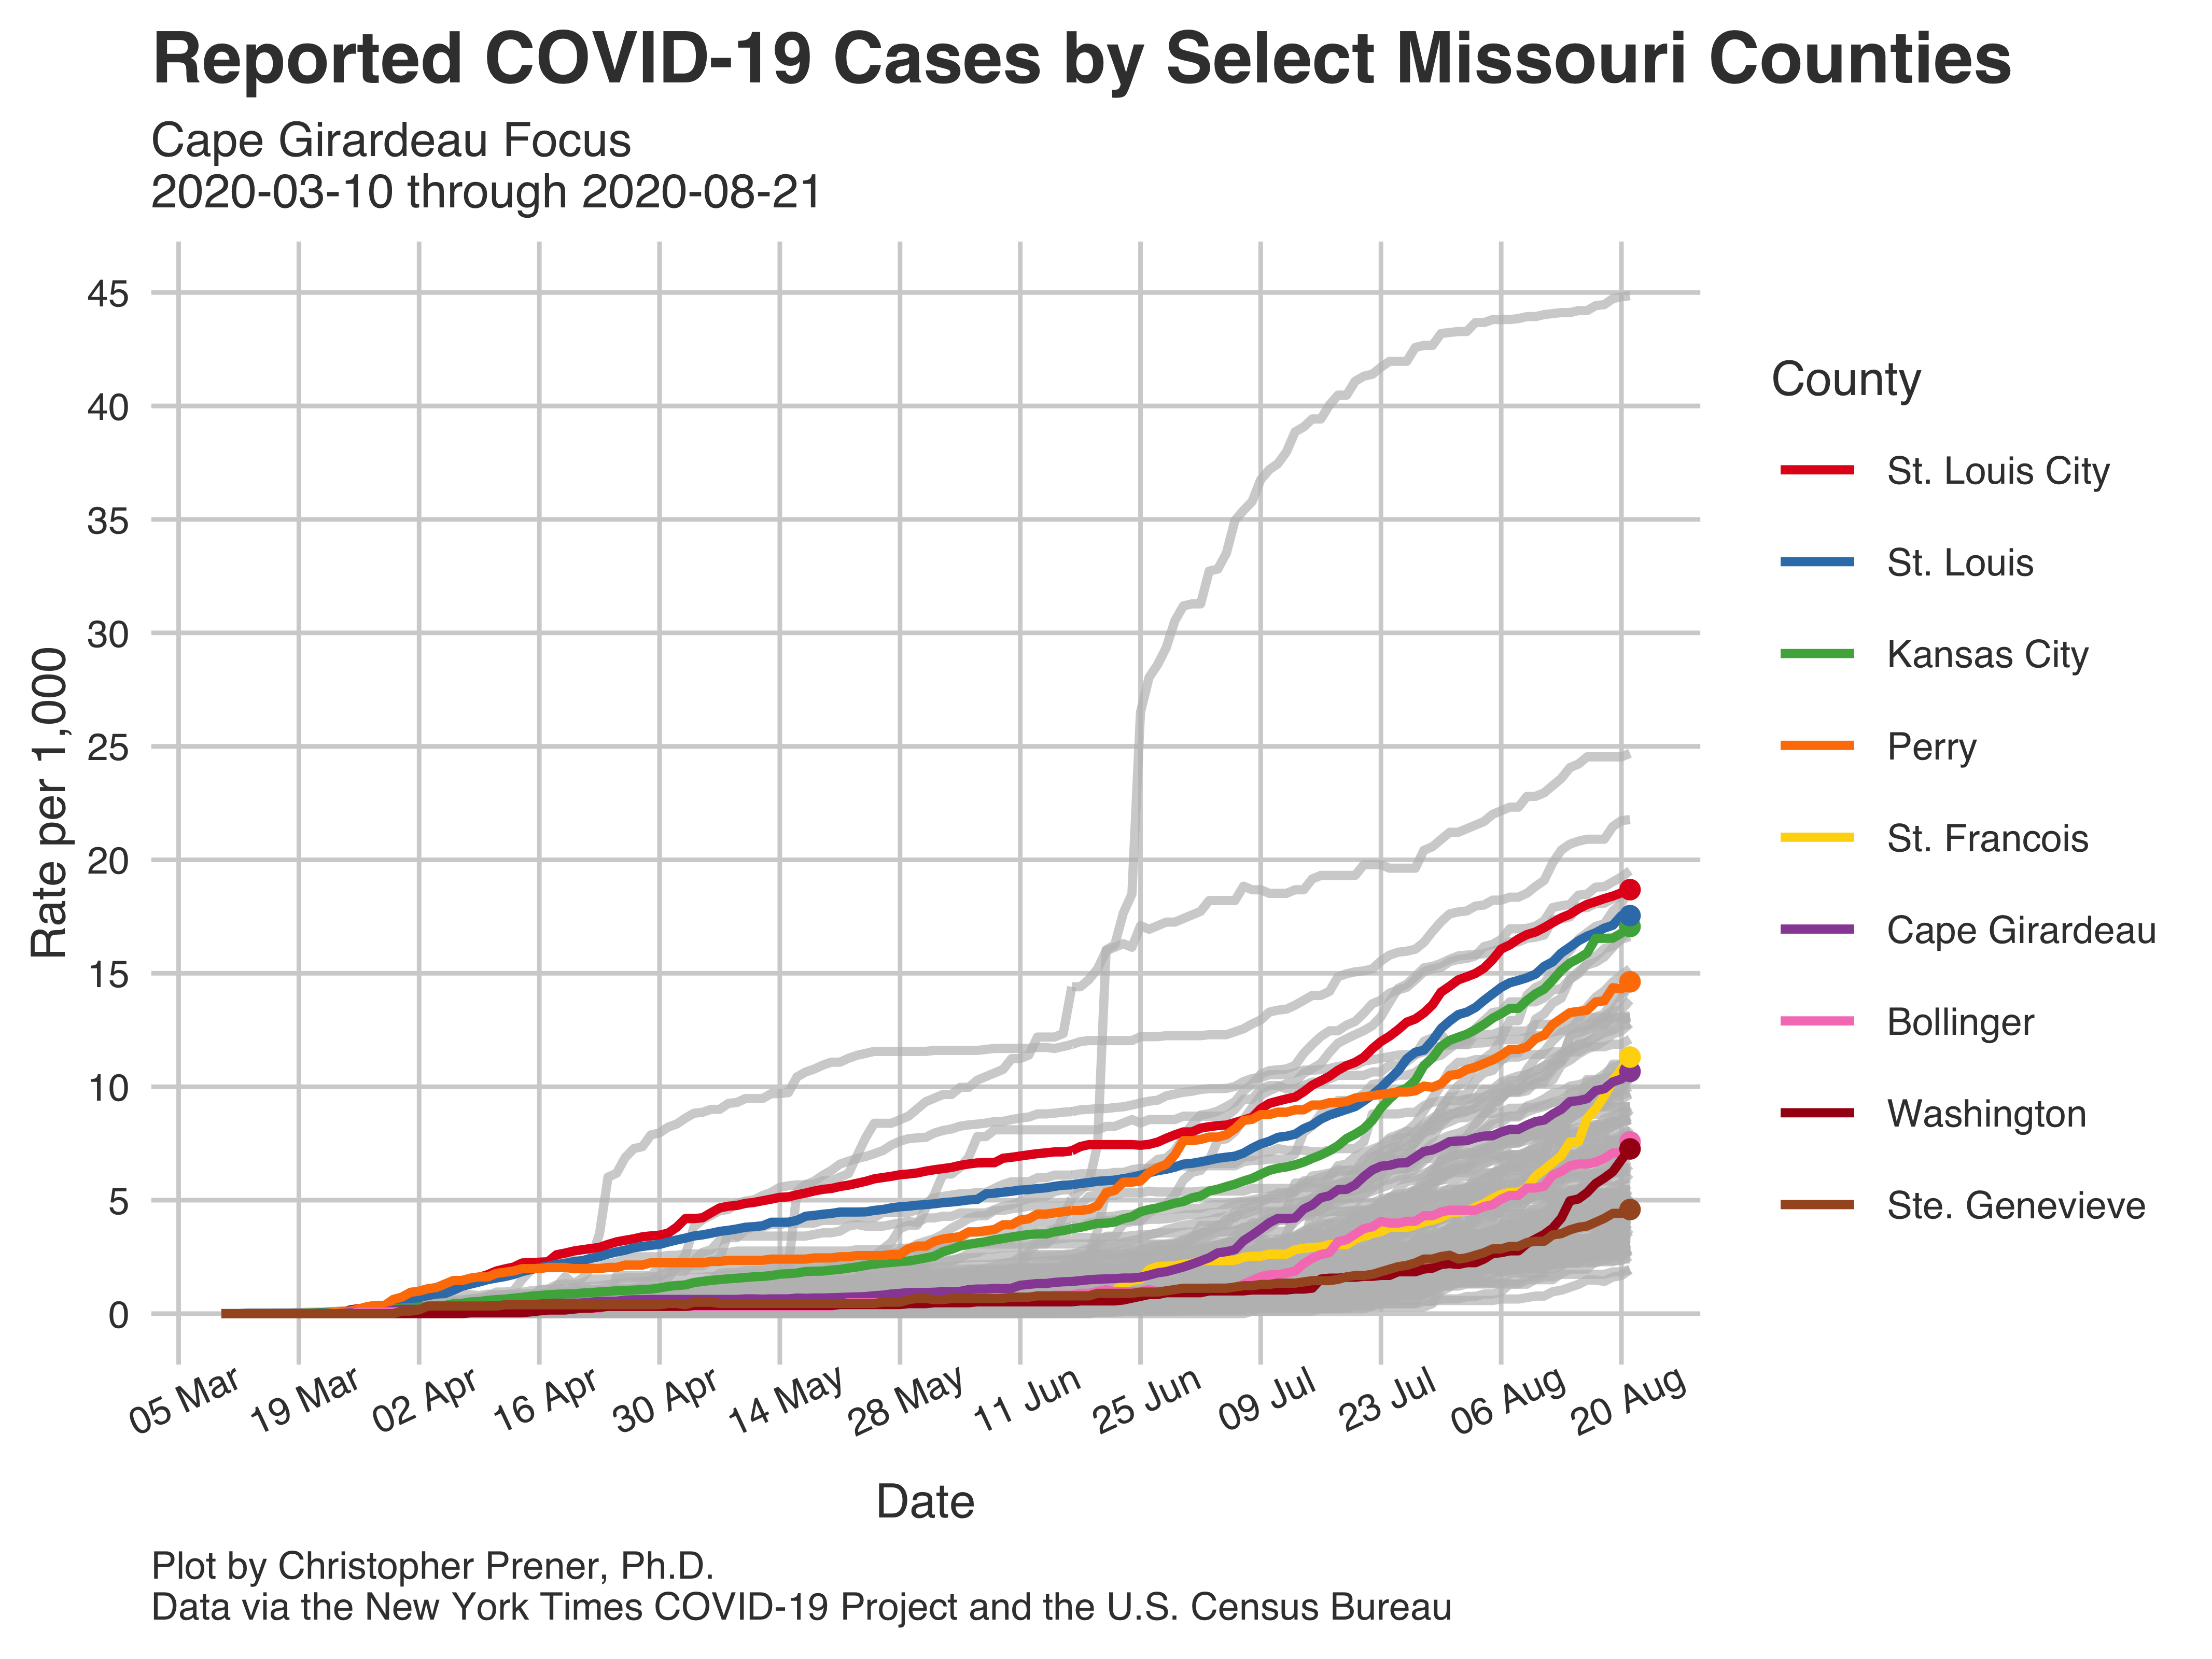 Reported COVID-19 Cases by Select Missouri Counties
Cape Girardeau Focus
2020-03-10 through 2020-08-21
Rate per 1,000
45
40
35
30
25
20
15
10
5
0
05 Mar
19 Mar
02 Apr
16 Apr
30 Apr
14 May
28 May
11 Jun
25 Jun
09 Jul
23 Jul
06 Aug
20 Aug
Date
County
St. Louis City
St. Louis
Kansas City
Perry
St. Francois
Cape Girardeau
Bollinger
Washington
Ste. Genevieve
Plot by Christopher Prener, Ph.D.
Data via the New York Times COVID-19 Project and the U.S. Census Bureau